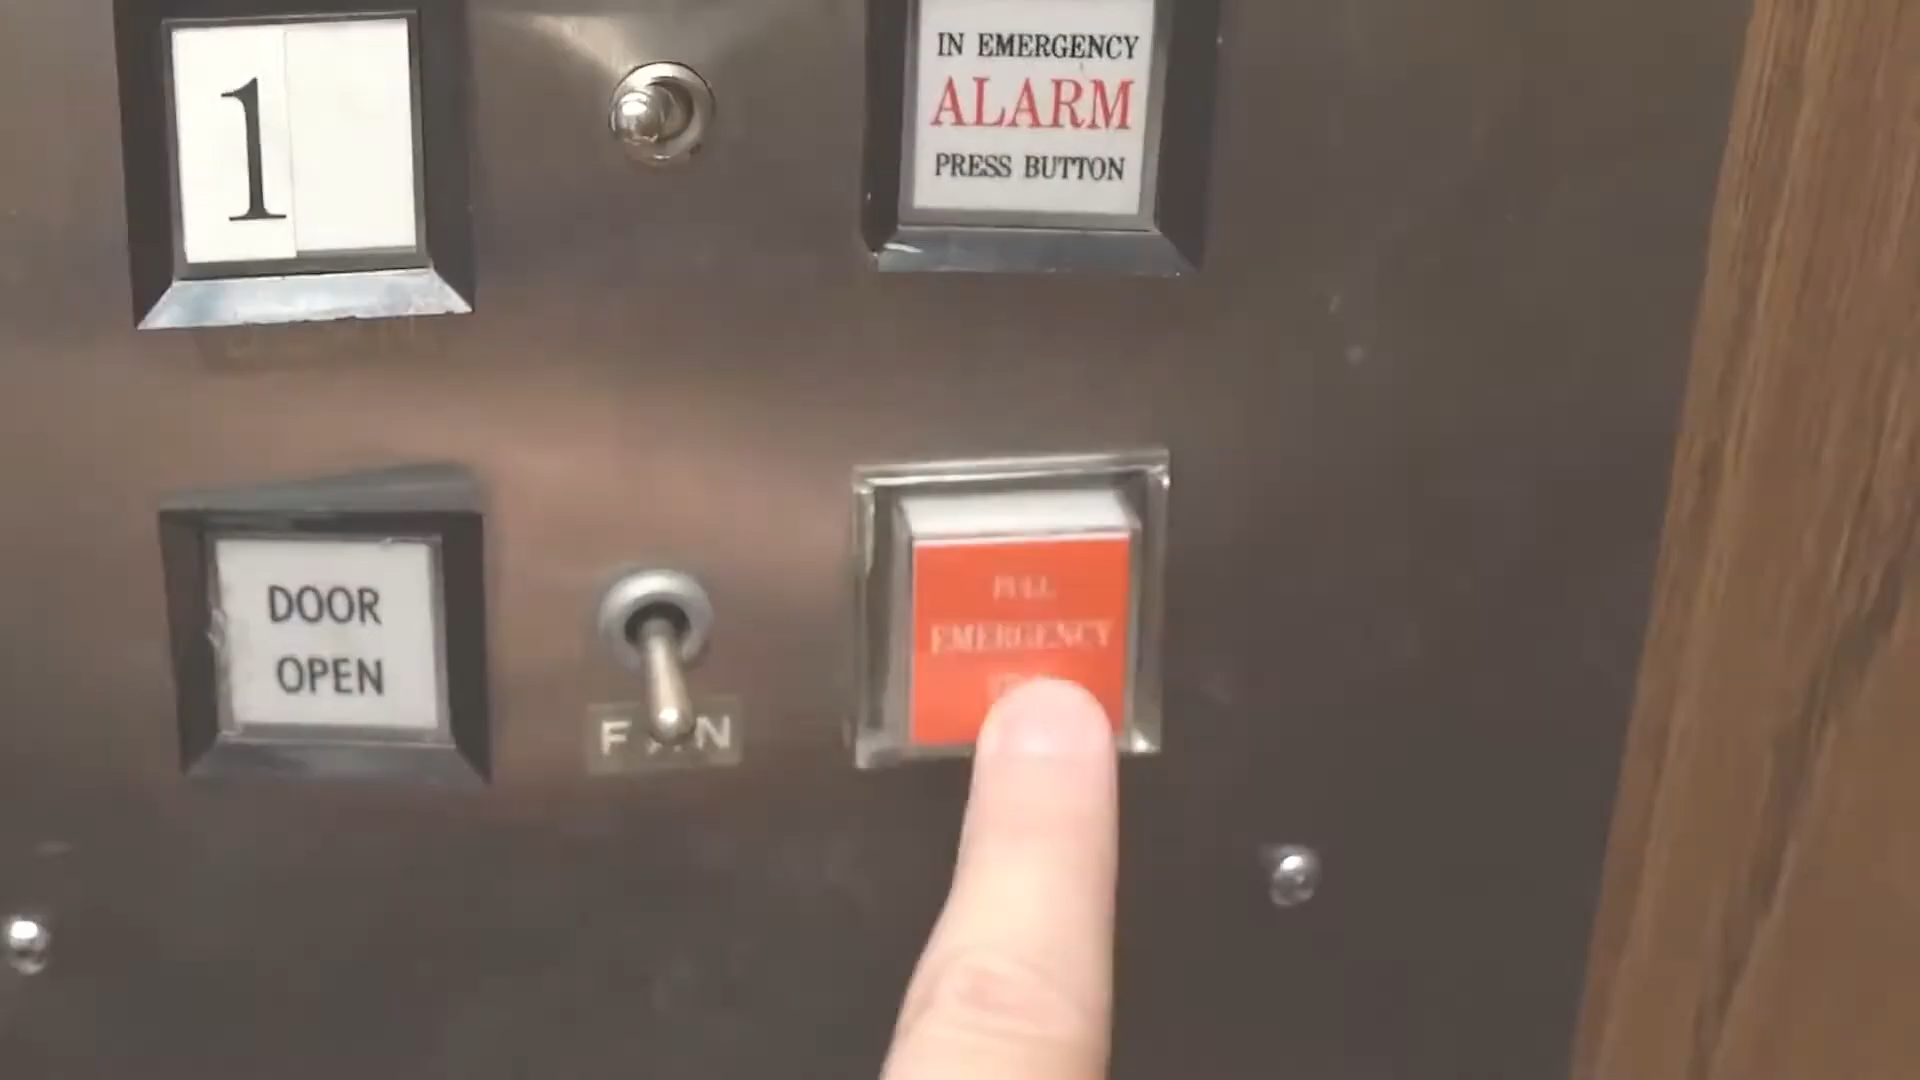 1
IN EMERGENCY
ALARM
PRESS BUTTON
DOOR
OPEN
FAN
PULL
EMERGENCY